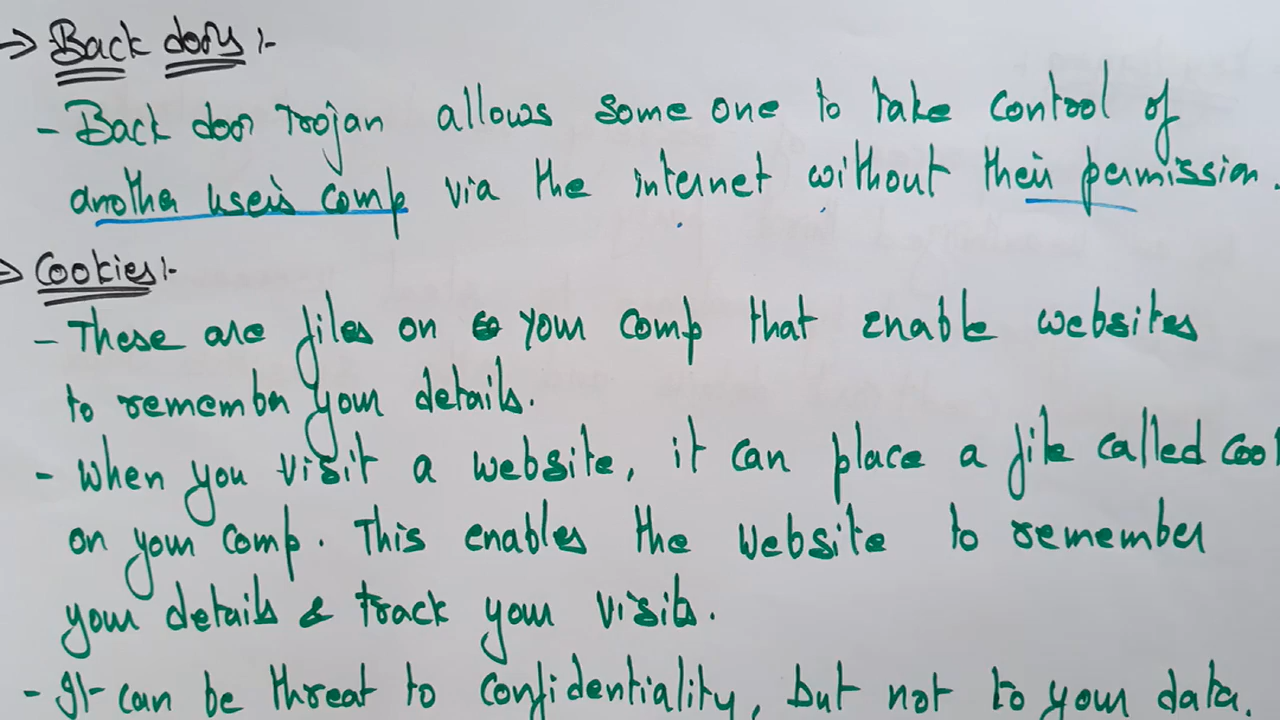 → Back doors :-
- Back door Trojan allows some one to take control of
another user's comp via the internet without their permission.
→ Cookies :-
- These are files on your comp that enable websites
to remember your details.
- When you visit a website, it can place a file called
on your comp. This enables the website to remember
your details & track your visits.
- It can be threat to confidentiality, but not to your data.